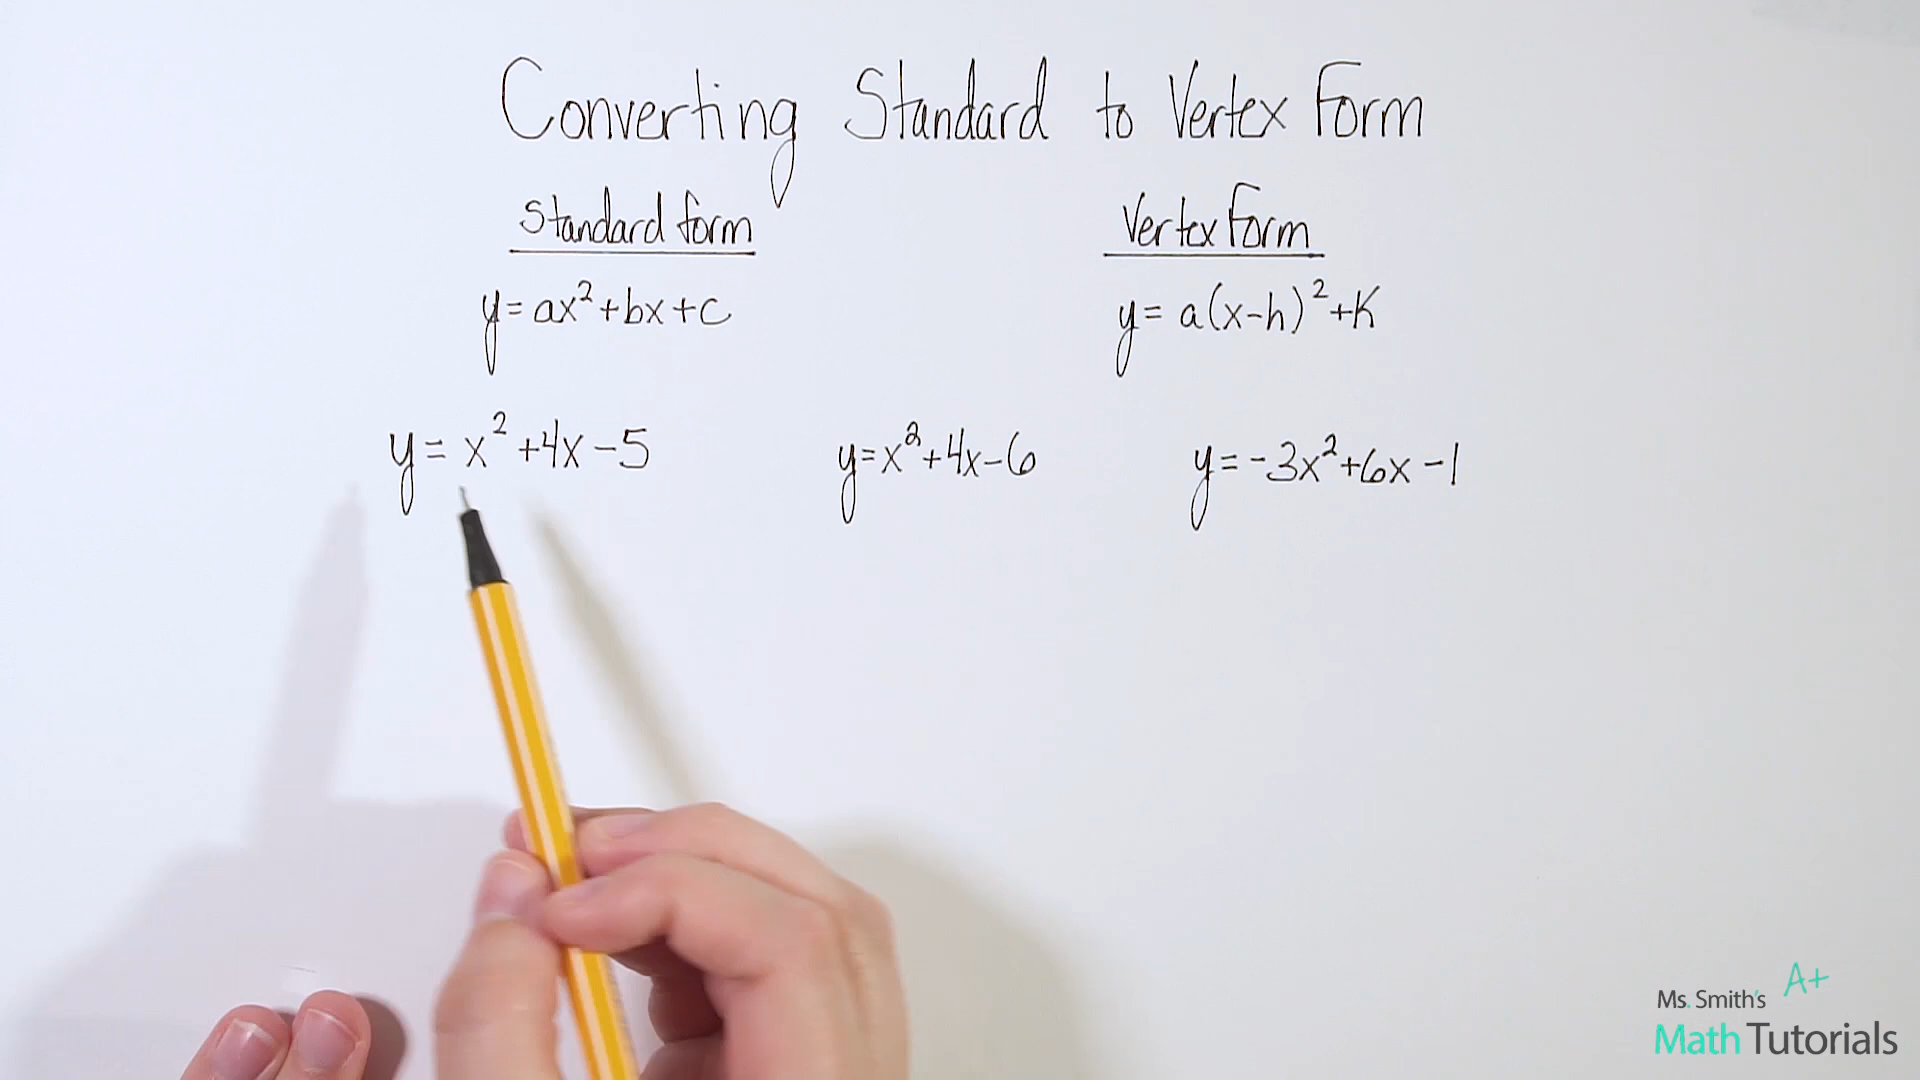 Converting Standard to Vertex Form
Standard form
Vertex Form
y = ax²+bx+c
y = a(x-h)²+K
y = x²+4x-5
y=x²+4x-6
y=-3x²+6x-1
A+
Ms. Smith's
Math Tutorials